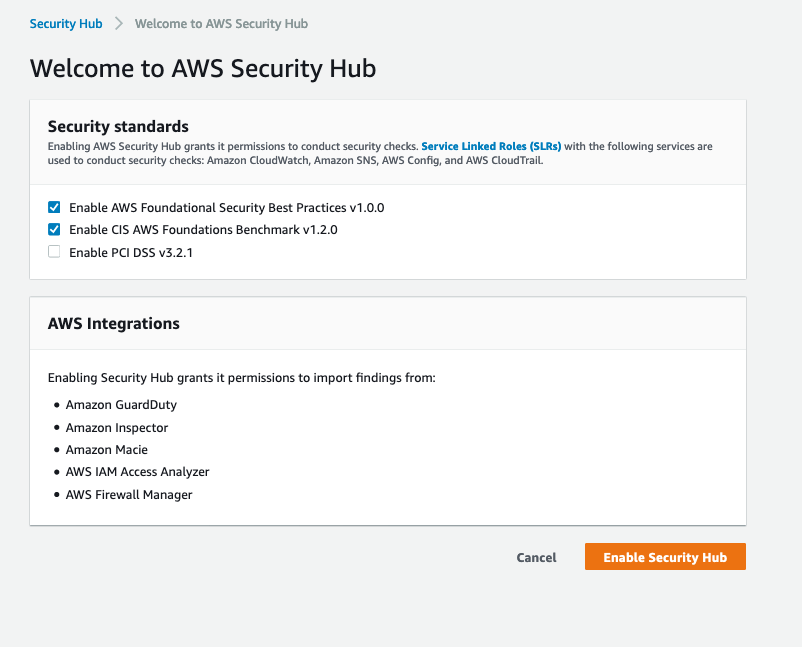 Security Hub > Welcome to AWS Security Hub
Welcome to AWS Security Hub
Security standards
Enabling AWS Security Hub grants it permissions to conduct security checks. Service Linked Roles (SLRs) with the following services are
used to conduct security checks: Amazon CloudWatch, Amazon SNS, AWS Config, and AWS CloudTrail.
Enable AWS Foundational Security Best Practices v1.0.0
Enable CIS AWS Foundations Benchmark v1.2.0
Enable PCI DSS v3.2.1
AWS Integrations
Enabling Security Hub grants it permissions to import findings from:
• Amazon GuardDuty
• Amazon Inspector
• Amazon Macie
• AWS IAM Access Analyzer
• AWS Firewall Manager
Cancel Enable Security Hub